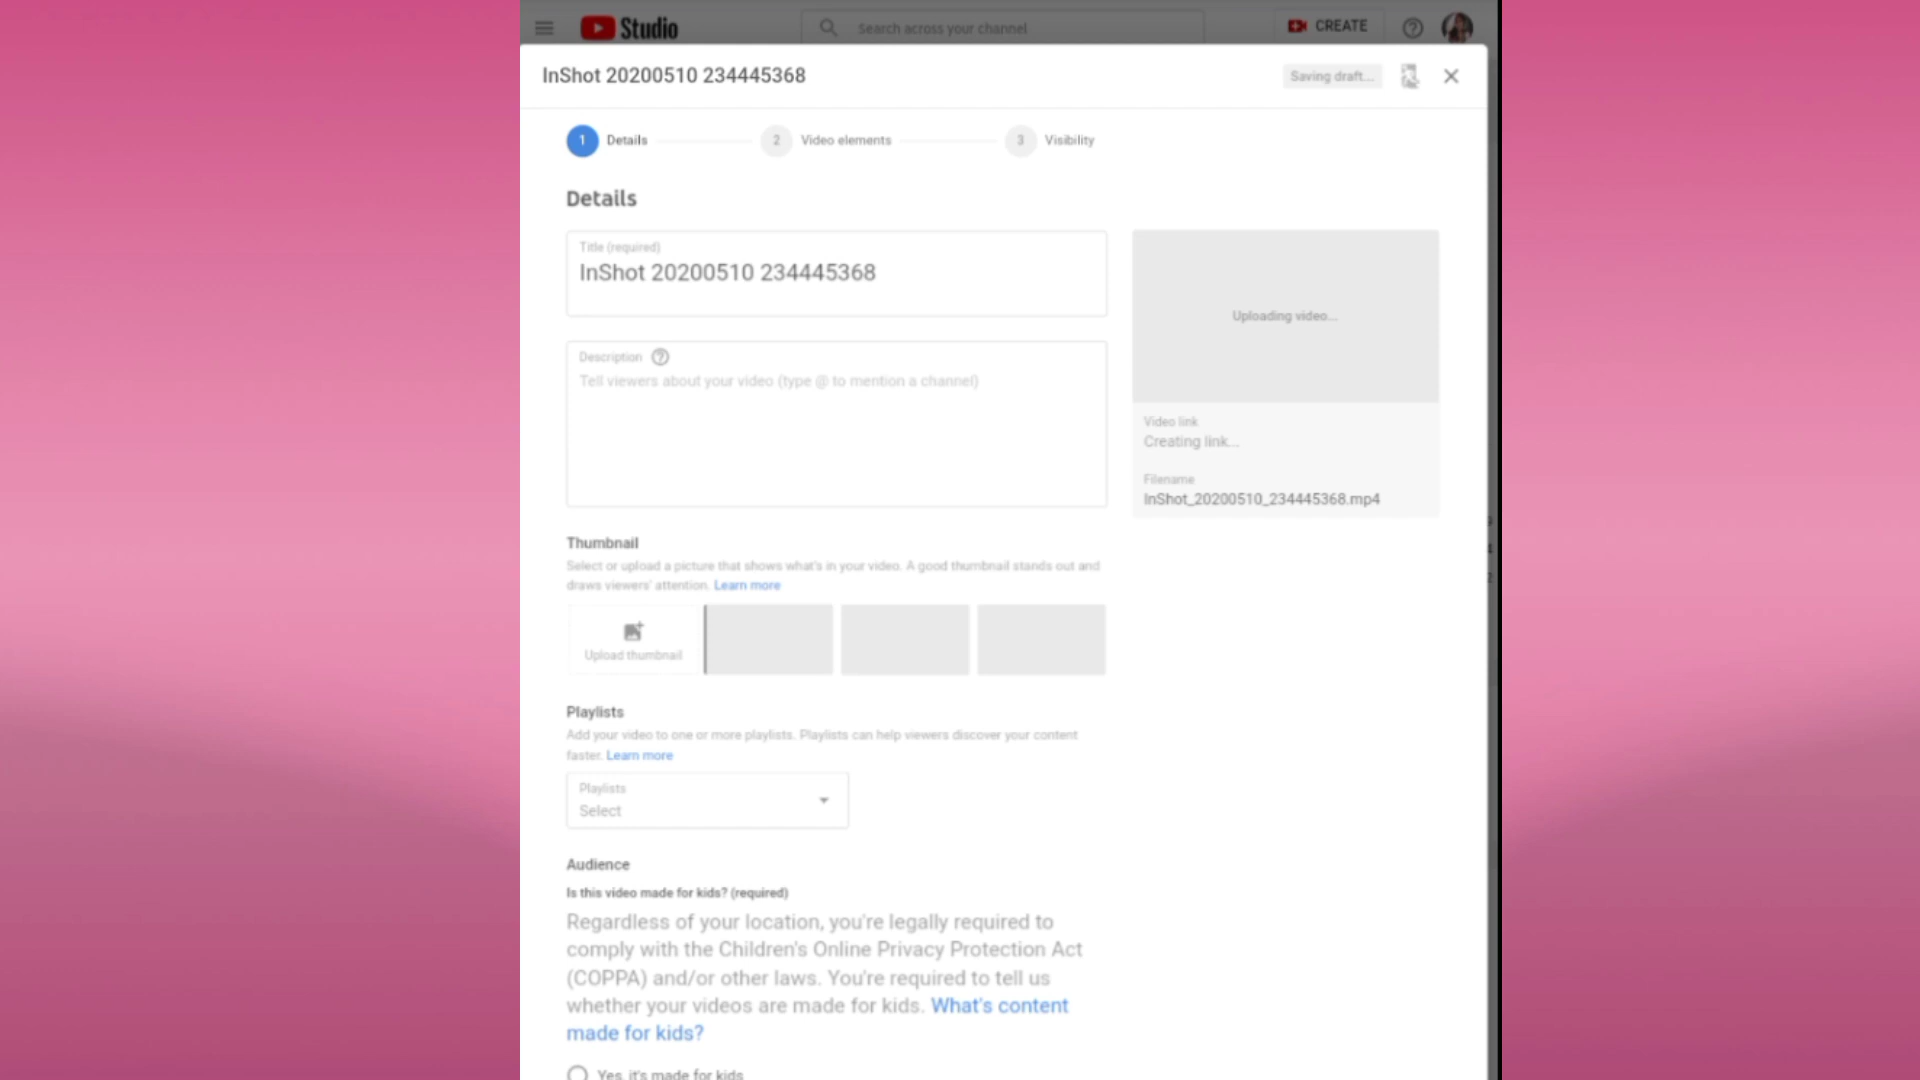 Studio
Search across your channel
CREATE
InShot 20200510 234445368
Saving draft...
1 Details
2 Video elements
3 Visibility
Details
Title (required)
InShot 20200510 234445368
Description
Tell viewers about your video (type @ to mention a channel)
Uploading video...
Video link
Creating link...
Filename
InShot_20200510_234445368.mp4
Thumbnail
Select or upload a picture that shows what's in your video. A good thumbnail stands out and
draws viewers' attention. Learn more
Upload thumbnail
Playlists
Add your video to one or more playlists. Playlists can help viewers discover your content
faster. Learn more
Playlists
Select
Audience
Is this video made for kids? (required)
Regardless of your location, you're legally required to
comply with the Children's Online Privacy Protection Act
(COPPA) and/or other laws. You're required to tell us
whether your videos are made for kids. What's content
made for kids?
Yes, it's made for kids